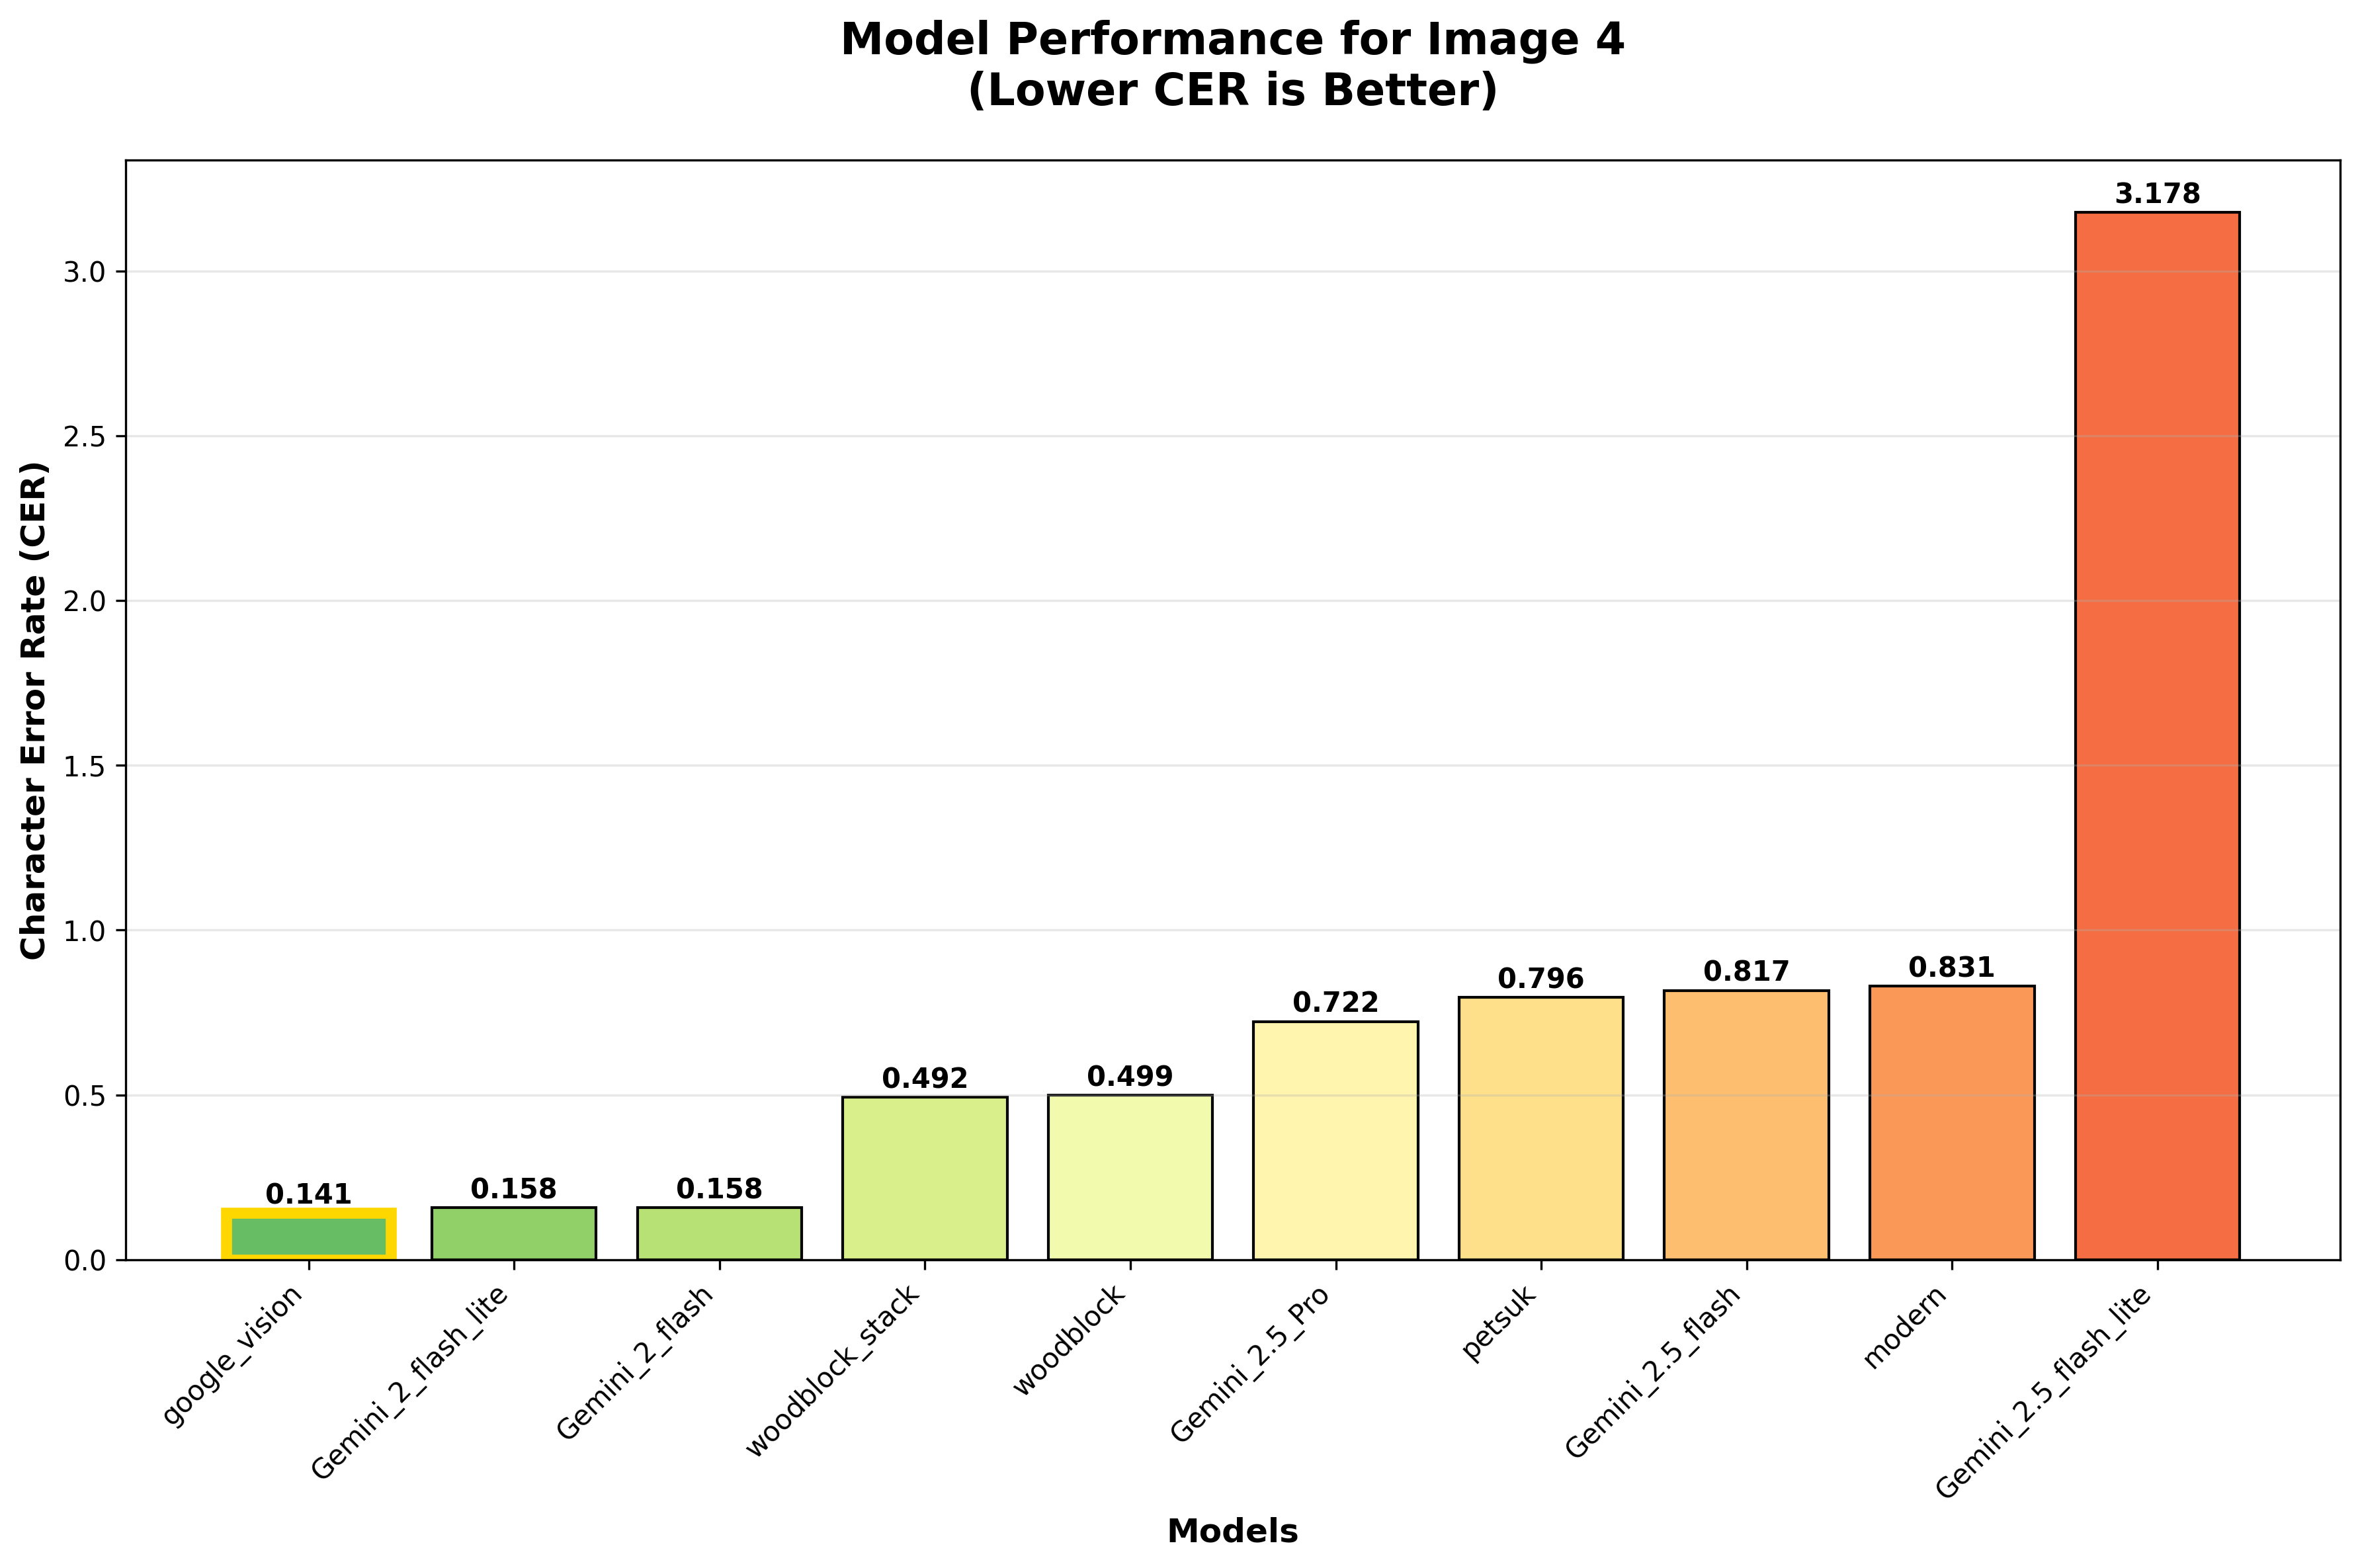 Model Performance for Image 4
(Lower CER is Better)
Character Error Rate (CER)
3.0
2.5
2.0
1.5
1.0
0.5
0.0
0.141
0.158
0.158
0.492
0.499
0.722
0.796
0.817
0.831
3.178
google_vision
Gemini_2_flash_lite
Gemini_2_flash
woodblock_stack
woodblock
Gemini_2.5_Pro
petsuk
Gemini_2.5_flash
modern
Gemini_2.5_flash_lite
Models